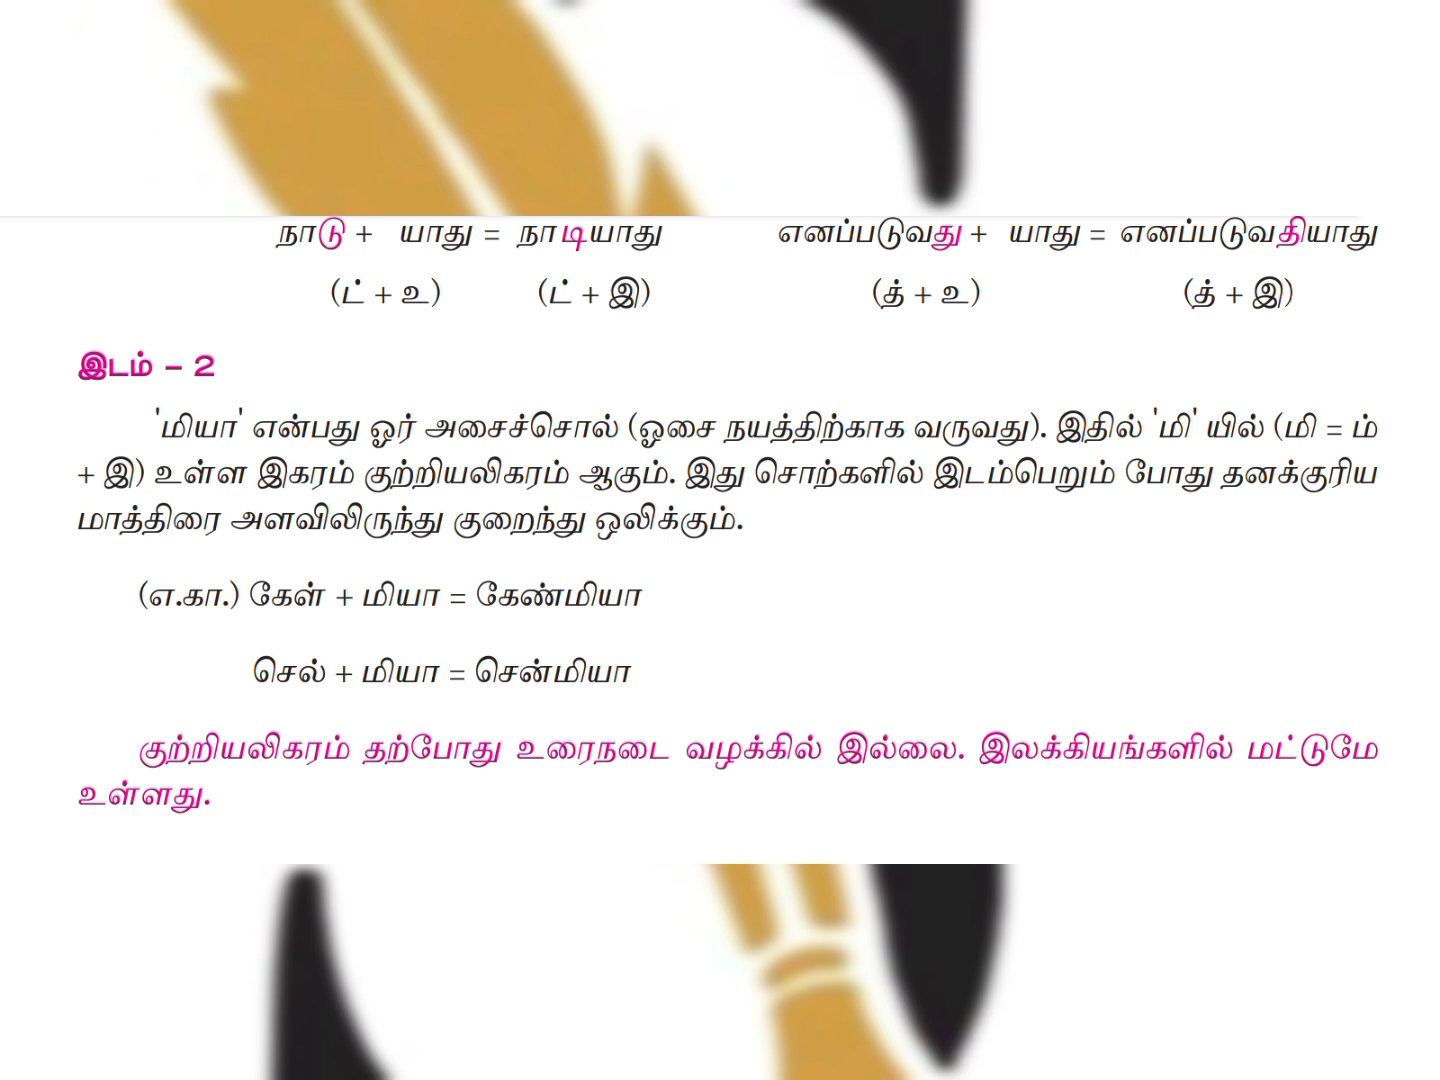 நாடு + யாது = நாடியாது எனப்படுவது + யாது = எனப்படுவதியாது
(ட் + உ) (ட் + இ) (த் + உ) (த் + இ)
இடம் – 2
'மியா' என்பது ஓர் அசைச்சொல் (ஓசை நயத்திற்காக வருவது). இதில் 'மி' யில் (மி = ம்
+ இ) உள்ள இகரம் குற்றியலிகரம் ஆகும். இது சொற்களில் இடம்பெறும் போது தனக்குரிய
மாத்திரை அளவிலிருந்து குறைந்து ஒலிக்கும்.
(எ.கா.) கேள் + மியா = கேண்மியா
செல் + மியா = சென்மியா
குற்றியலிகரம் தற்போது உரைநடை வழக்கில் இல்லை. இலக்கியங்களில் மட்டுமே
உள்ளது.